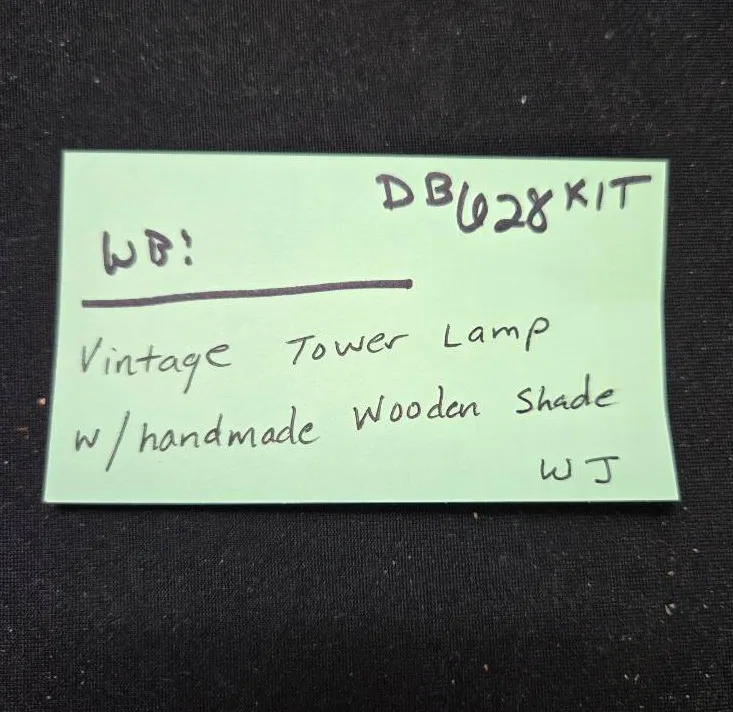 DB628KIT
WB:
Vintage Tower Lamp
w/handmade Wooden Shade
WJ